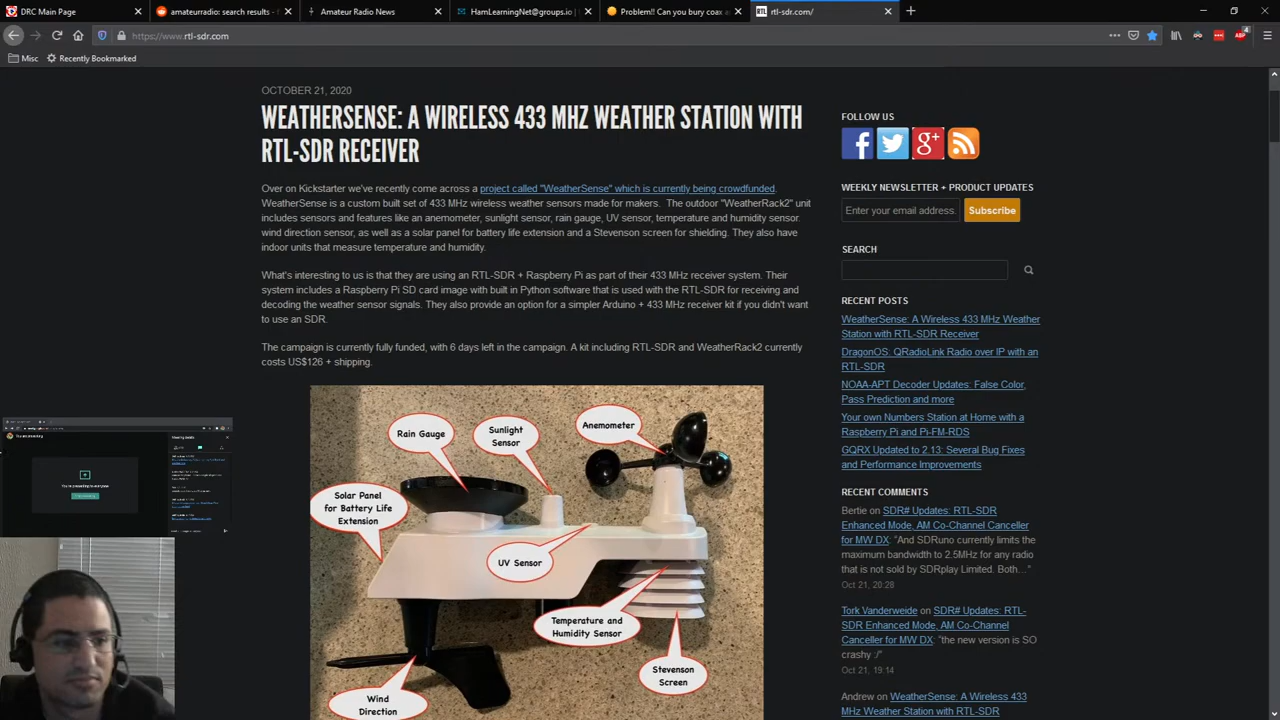 DRC Main Page
amateurradio: search results -
Amateur Radio News
HamLearningNet@groups.io |
Problem!! Can you bury coax a
rtl-sdr.com/
https://www.rtl-sdr.com
Misc
Recently Bookmarked
OCTOBER 21, 2020
WEATHERSENSE: A WIRELESS 433 MHZ WEATHER STATION WITH
RTL-SDR RECEIVER
Over on Kickstarter we've recently come across a project called "WeatherSense" which is currently being crowdfunded.
WeatherSense is a custom built set of 433 MHz wireless weather sensors made for makers. The outdoor "WeatherRack2" unit
includes sensors and features like an anemometer, sunlight sensor, rain gauge, UV sensor, temperature and humidity sensor.
wind direction sensor, as well as a solar panel for battery life extension and a Stevenson screen for shielding. They also have
indoor units that measure temperature and humidity.
What's interesting to us is that they are using an RTL-SDR + Raspberry Pi as part of their 433 MHz receiver system. Their
system includes a Raspberry Pi SD card image with built in Python software that is used with the RTL-SDR for receiving and
decoding the weather sensor signals. They also provide an option for a simpler Arduino + 433 MHz receiver kit if you didn't want
to use an SDR.
The campaign is currently fully funded, with 6 days left in the campaign. A kit including RTL-SDR and WeatherRack2 currently
costs US$126 + shipping.
Rain Gauge
Sunlight
Sensor
Anemometer
Solar Panel
for Battery Life
Extension
UV Sensor
Temperature and
Humidity Sensor
Stevenson
Screen
Wind
Direction
FOLLOW US
WEEKLY NEWSLETTER + PRODUCT UPDATES
Enter your email address.
Subscribe
SEARCH
RECENT POSTS
WeatherSense: A Wireless 433 MHz Weather
Station with RTL-SDR Receiver
DragonOS: QRadioLink Radio over IP with an
RTL-SDR
NOAA-APT Decoder Updates: False Color,
Pass Prediction and more
Your own Numbers Station at Home with a
Raspberry Pi and Pi-FM-RDS
GQRX Updated to 2.13: Several Bug Fixes
and Performance Improvements
RECENT COMMENTS
Bertie on SDR# Updates: RTL-SDR
Enhanced Mode, AM Co-Channel Canceller
for MW DX: "And SDRuno currently limits the
maximum bandwidth to 2.5MHz for any radio
that is not sold by SDRplay Limited. Both..."
Oct 21, 20:28
Tork Vanderweide on SDR# Updates: RTL-
SDR Enhanced Mode, AM Co-Channel
Canceller for MW DX: "the new version is SO
crashy :/"
Oct 21, 19:14
Andrew on WeatherSense: A Wireless 433
MHz Weather Station with RTL-SDR